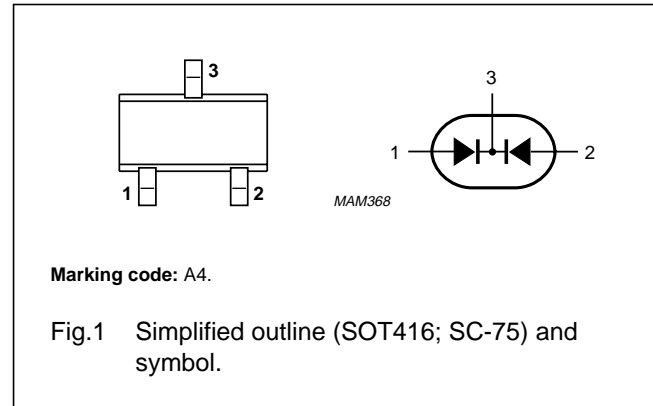 3
1
2
3
1
2
MAM368
Marking code: A4.
Fig.1 Simplified outline (SOT416; SC-75) and
symbol.